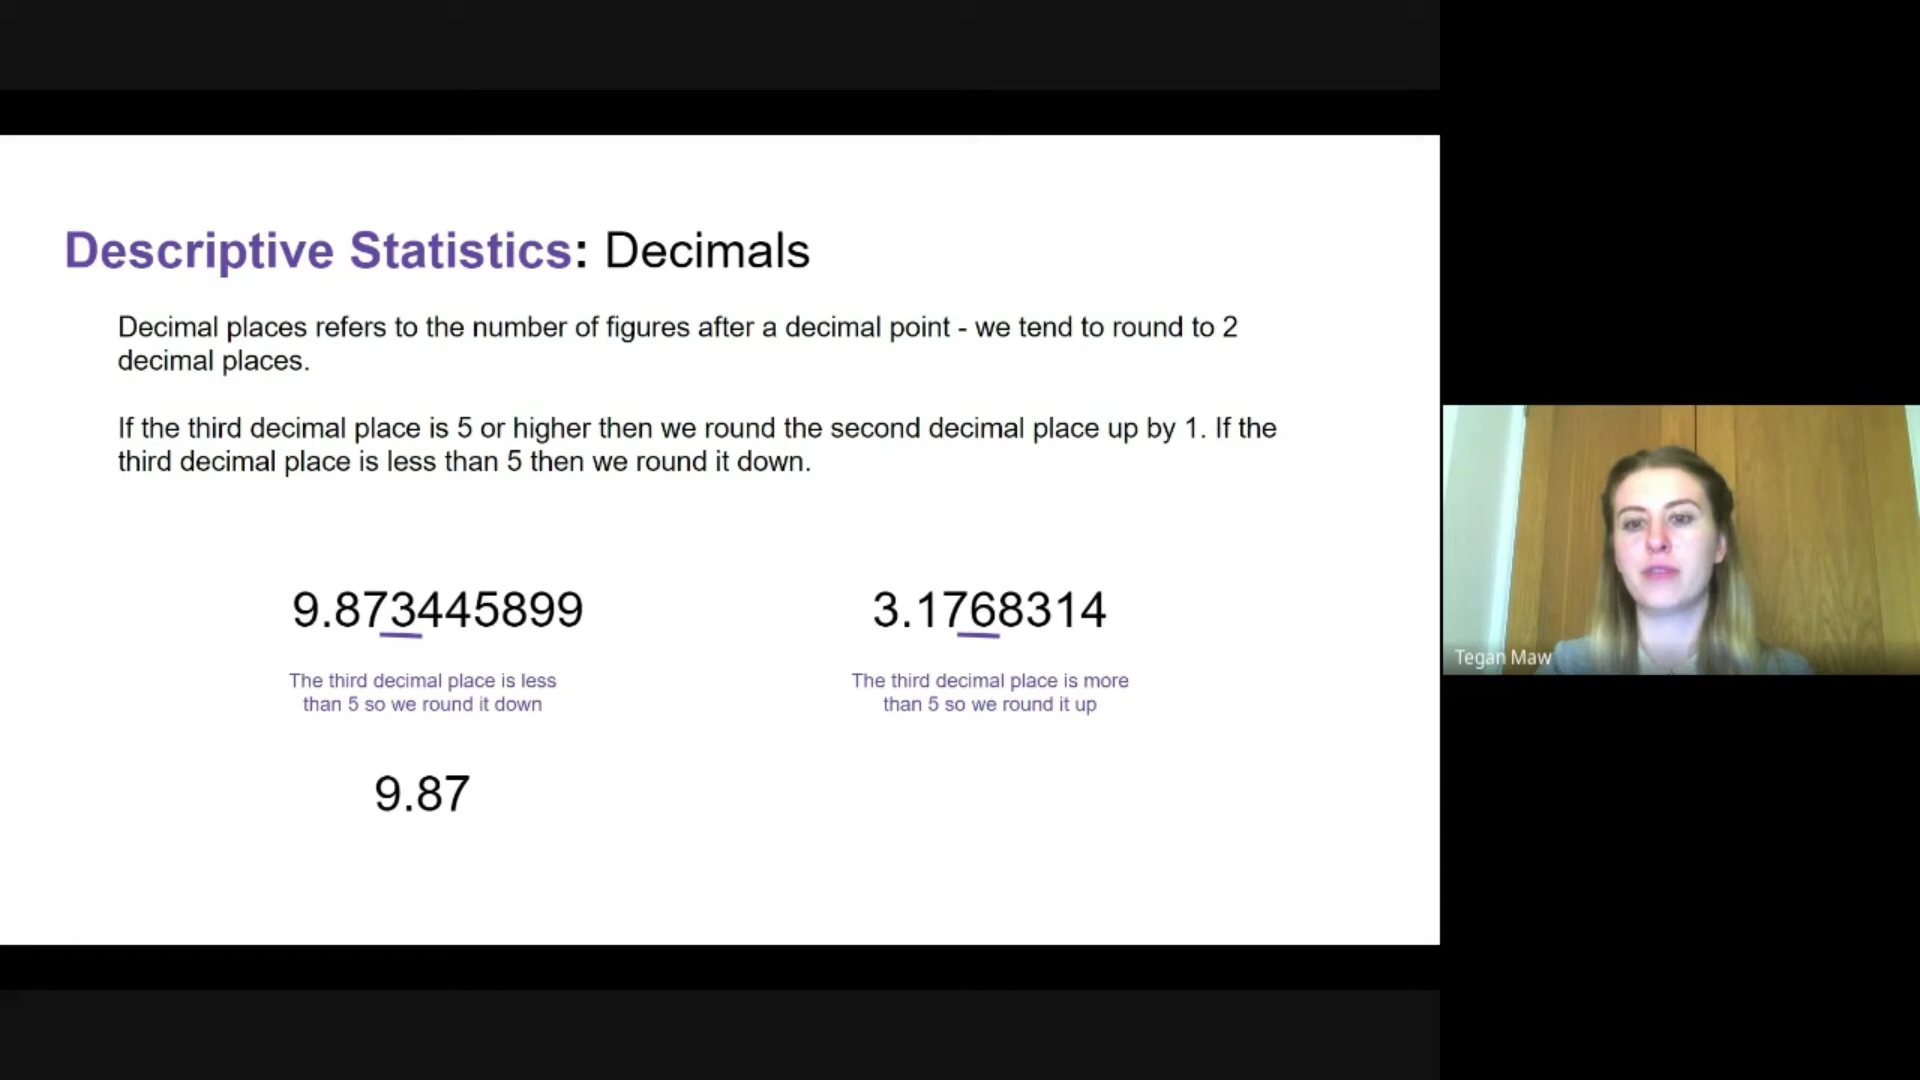 Descriptive Statistics: Decimals
Decimal places refers to the number of figures after a decimal point - we tend to round to 2
decimal places.
If the third decimal place is 5 or higher then we round the second decimal place up by 1. If the
third decimal place is less than 5 then we round it down.
9.873445899
3.1768314
The third decimal place is less
than 5 so we round it down
The third decimal place is more
than 5 so we round it up
9.87
Tegan Maw